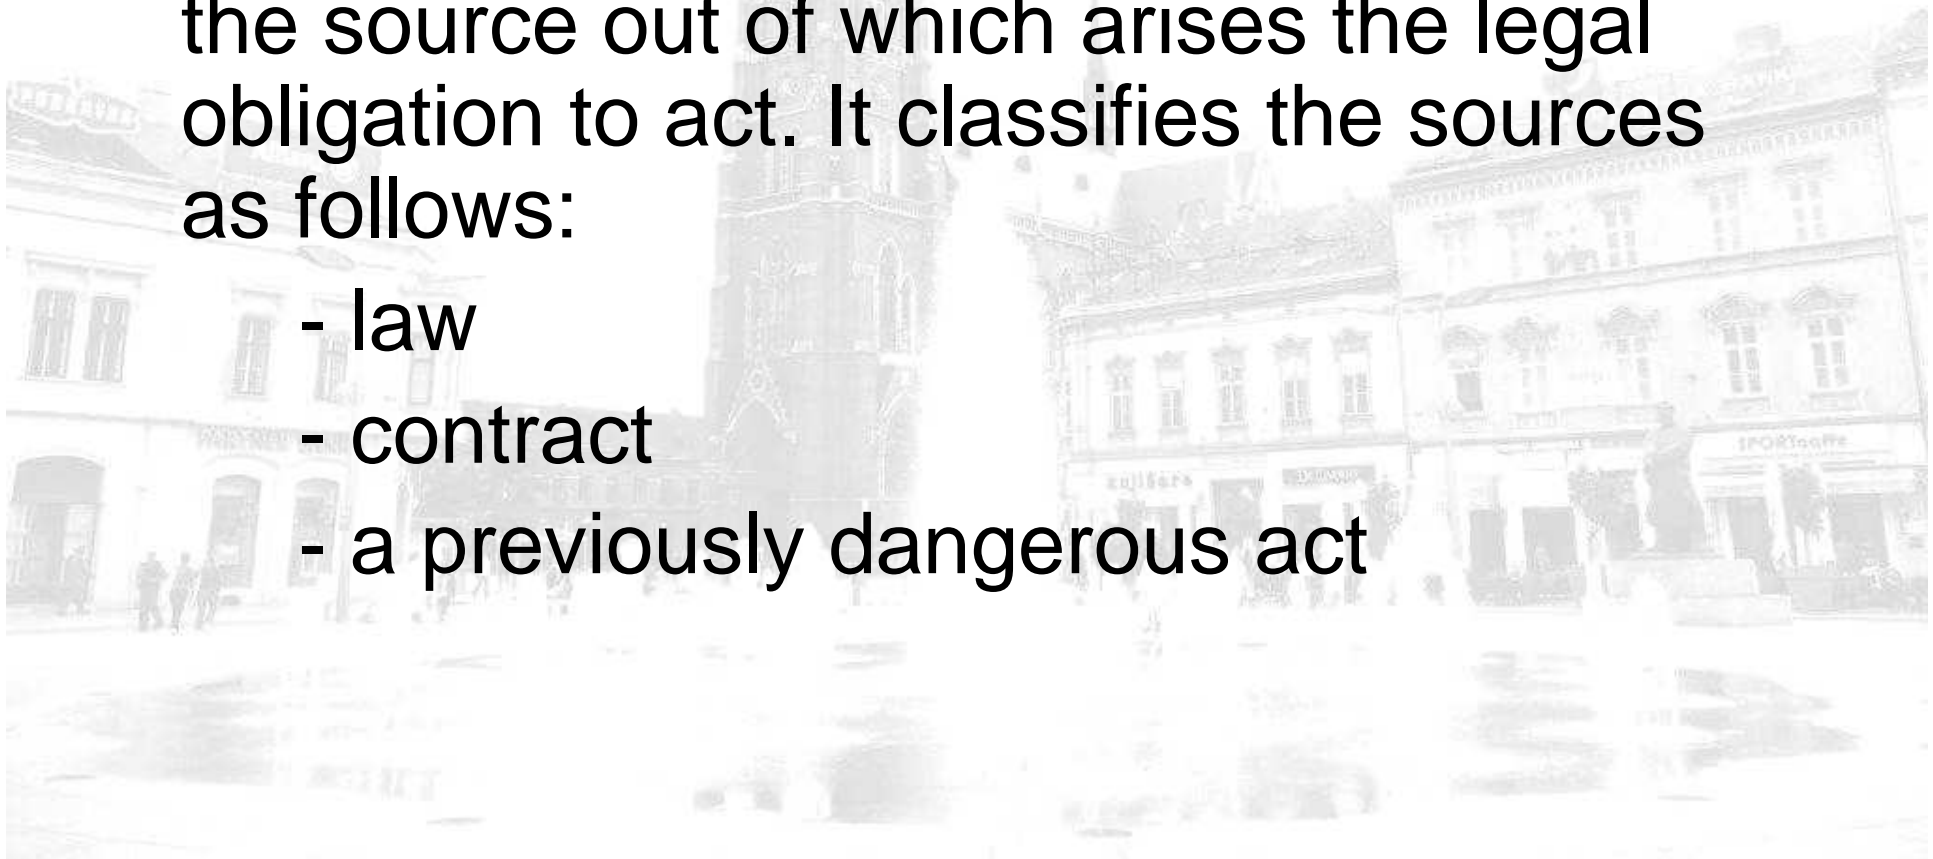 the source out of which arises the legal
obligation to act. It classifies the sources
as follows:
- law
- contract
- a previously dangerous act